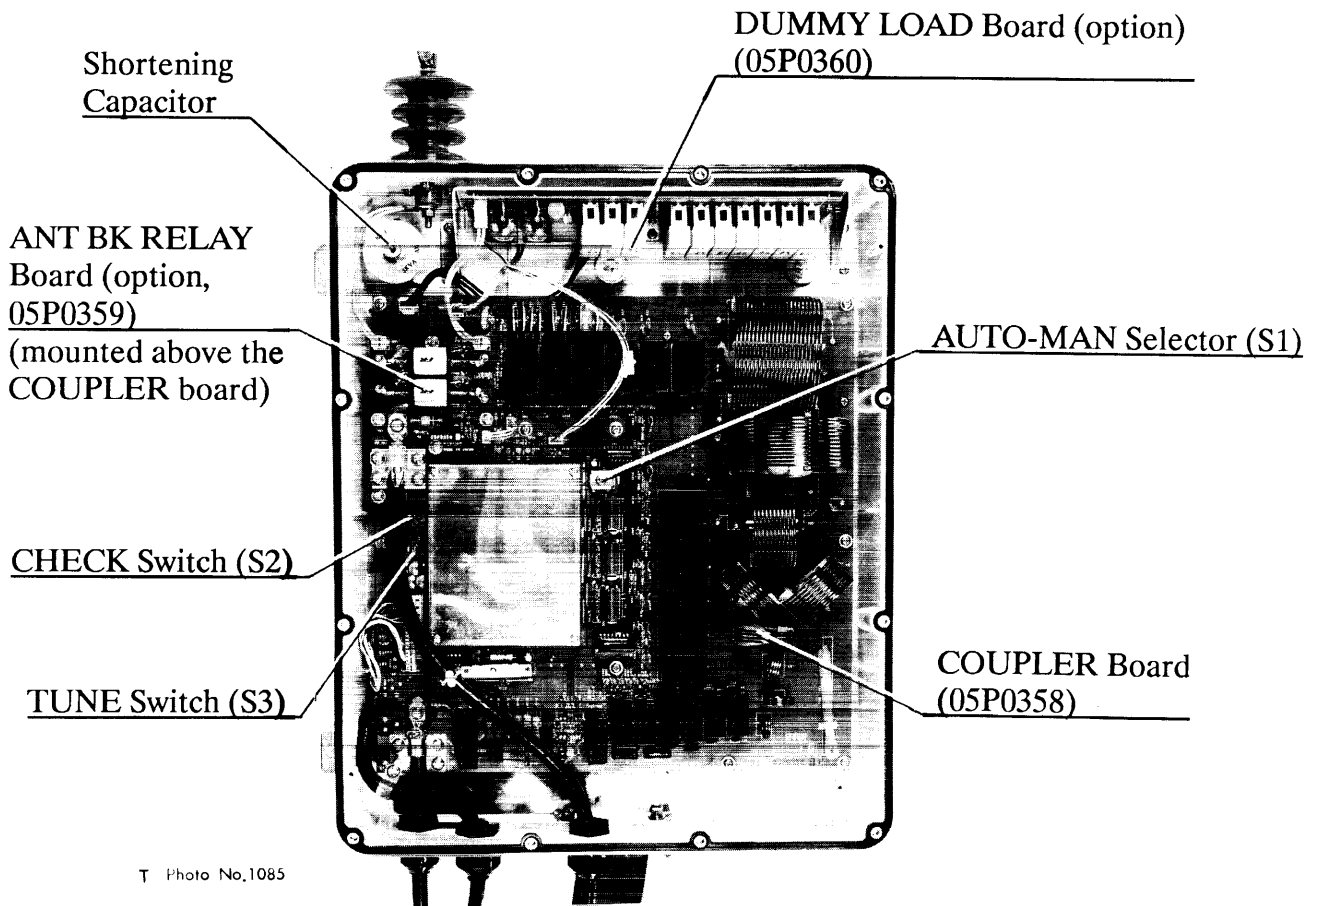 DUMMY LOAD Board (option)
(05P0360)
Shortening
Capacitor
ANT BK RELAY
Board (option,
05P0359)
(mounted above the
COUPLER board)
AUTO-MAN Selector (S1)
CHECK Switch (S2)
TUNE Switch (S3)
COUPLER Board
(05P0358)
T Photo No.1085